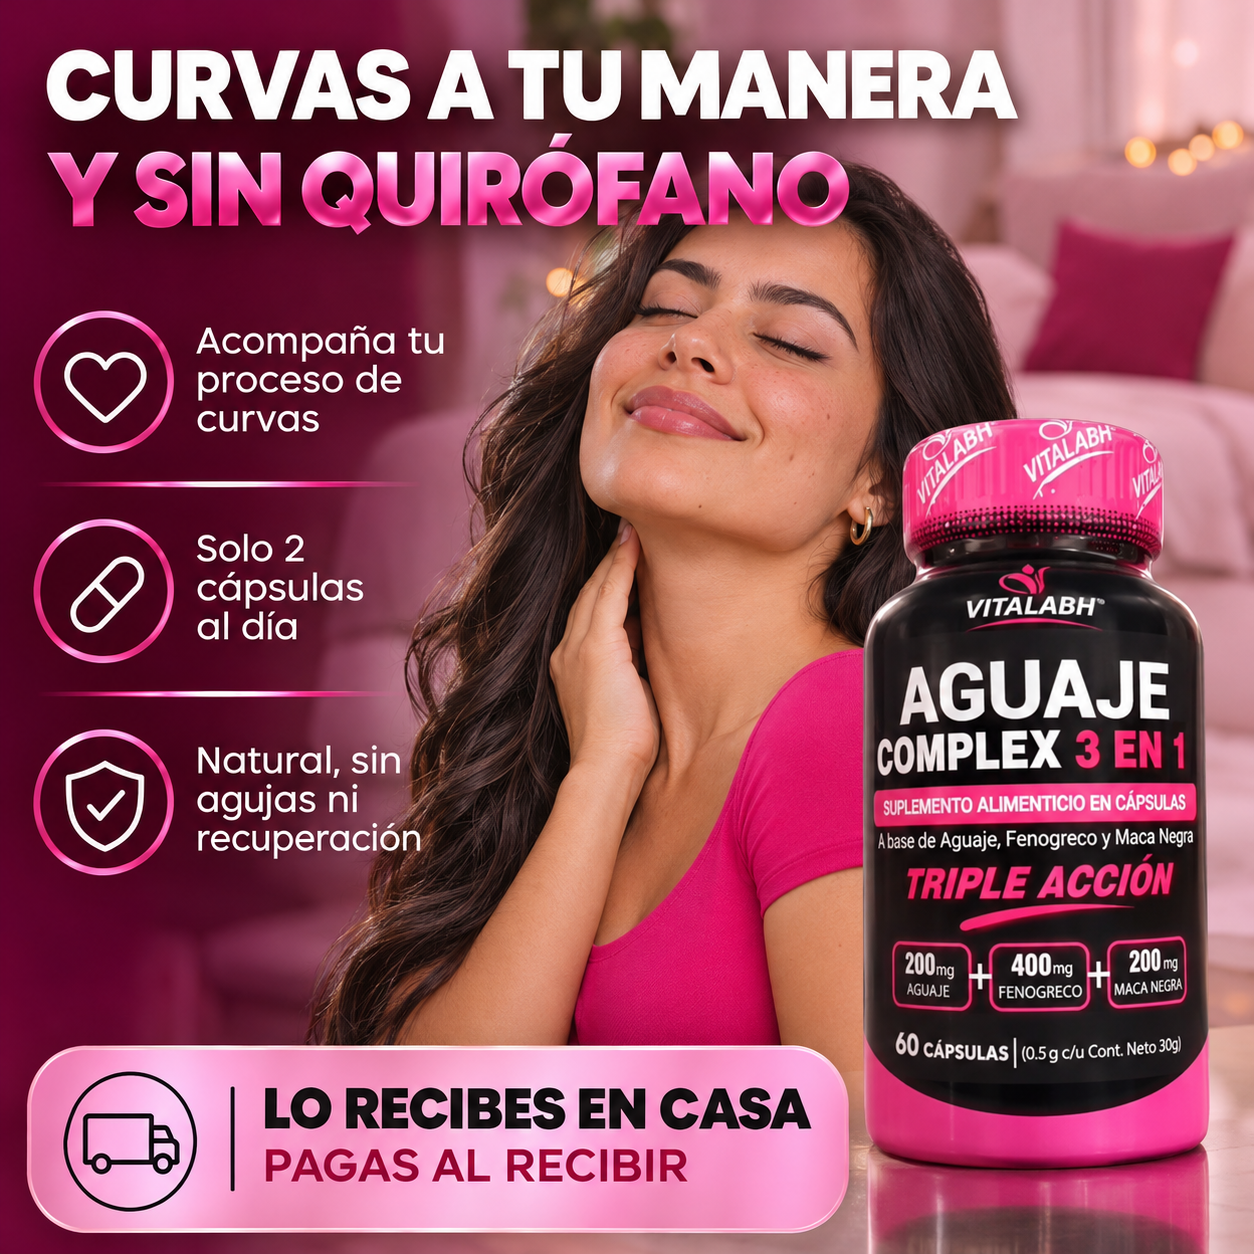 CURVAS A TU MANERA
Y SIN QUIRÓFANO
Acompaña tu
proceso de
curvas
Solo 2
cápsulas
al día
Natural, sin
agujas ni
recuperación
LO RECIBES EN CASA
PAGAS AL RECIBIR
VITALABH
VITALABH
VITALABH
VITALABH®
AGUAJE
COMPLEX 3 EN 1
SUPLEMENTO ALIMENTICIO EN CÁPSULAS
A base de Aguaje, Fenogreco y Maca Negra
TRIPLE ACCIÓN
200mg + 400mg + 200mg
AGUAJE FENOGRECO MACA NEGRA
60 CÁPSULAS | (0.5 g c/u Cont. Neto 30g)